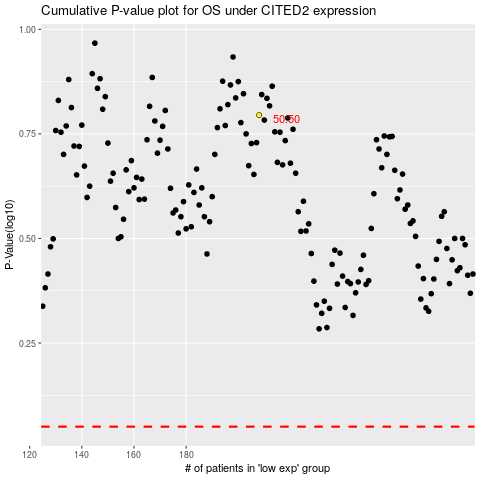 Cumulative P-value plot for OS under CITED2 expression
P-Value(log10)
1.00
0.75
0.50
0.25
50:50
120 140 160 180
# of patients in 'low exp' group